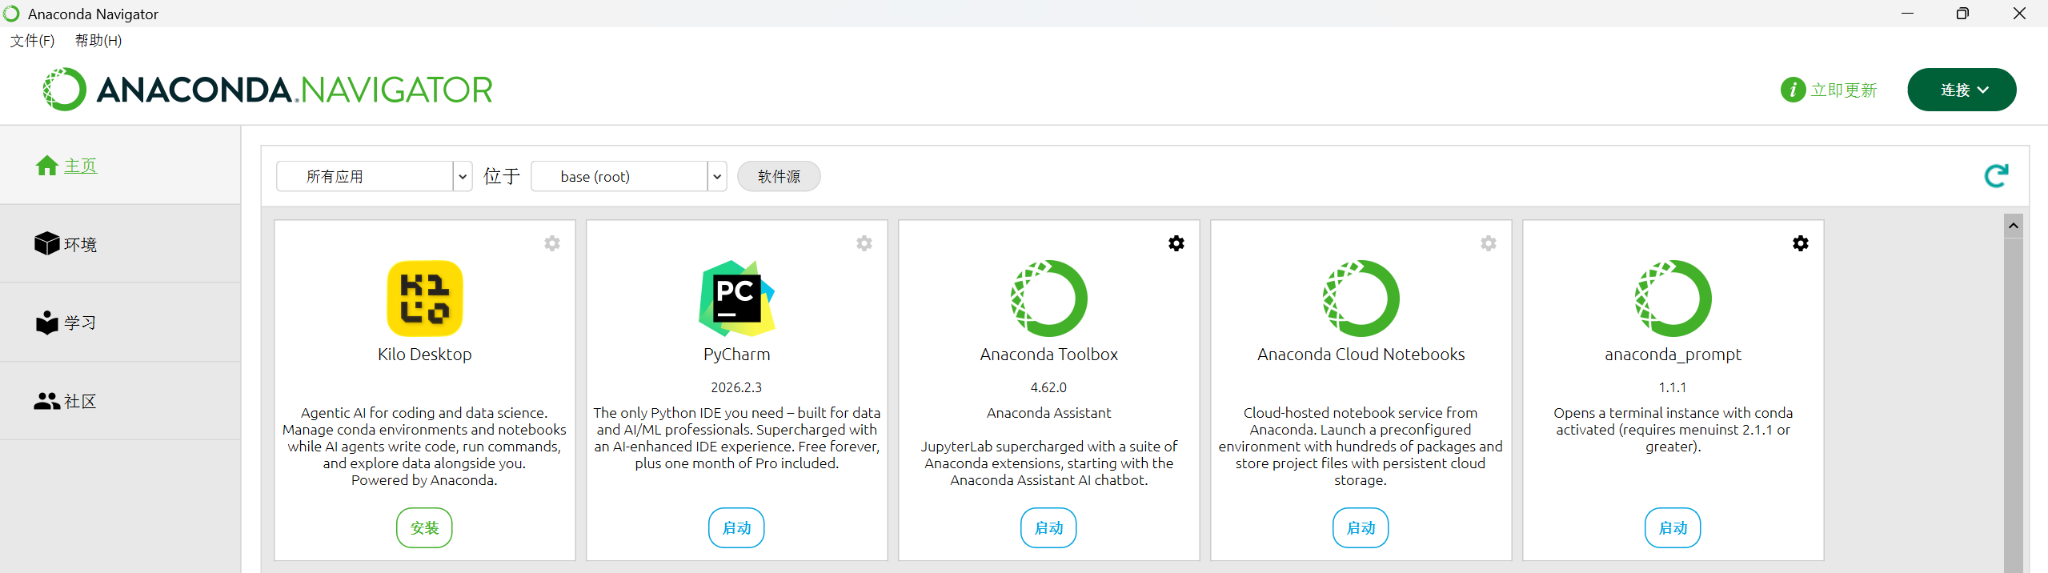 Anaconda Navigator
文件(F) 帮助(H)
ANACONDA.NAVIGATOR
立即更新
连接
主页
环境
学习
社区
所有应用 位于 base (root) 软件源
Kilo Desktop
Agentic AI for coding and data science.
Manage conda environments and notebooks
while AI agents write code, run commands,
and explore data alongside you.
Powered by Anaconda.
安装
PC
PyCharm
2026.2.3
The only Python IDE you need – built for data
and AI/ML professionals. Supercharged with
an AI-enhanced IDE experience. Free forever,
plus one month of Pro included.
启动
Anaconda Toolbox
4.62.0
Anaconda Assistant
JupyterLab supercharged with a suite of
Anaconda extensions, starting with the
Anaconda Assistant AI chatbot.
启动
Anaconda Cloud Notebooks
Cloud-hosted notebook service from
Anaconda. Launch a preconfigured
environment with hundreds of packages and
store project files with persistent cloud
storage.
启动
anaconda_prompt
1.1.1
Opens a terminal instance with conda
activated (requires menuinst 2.1.1 or
greater).
启动